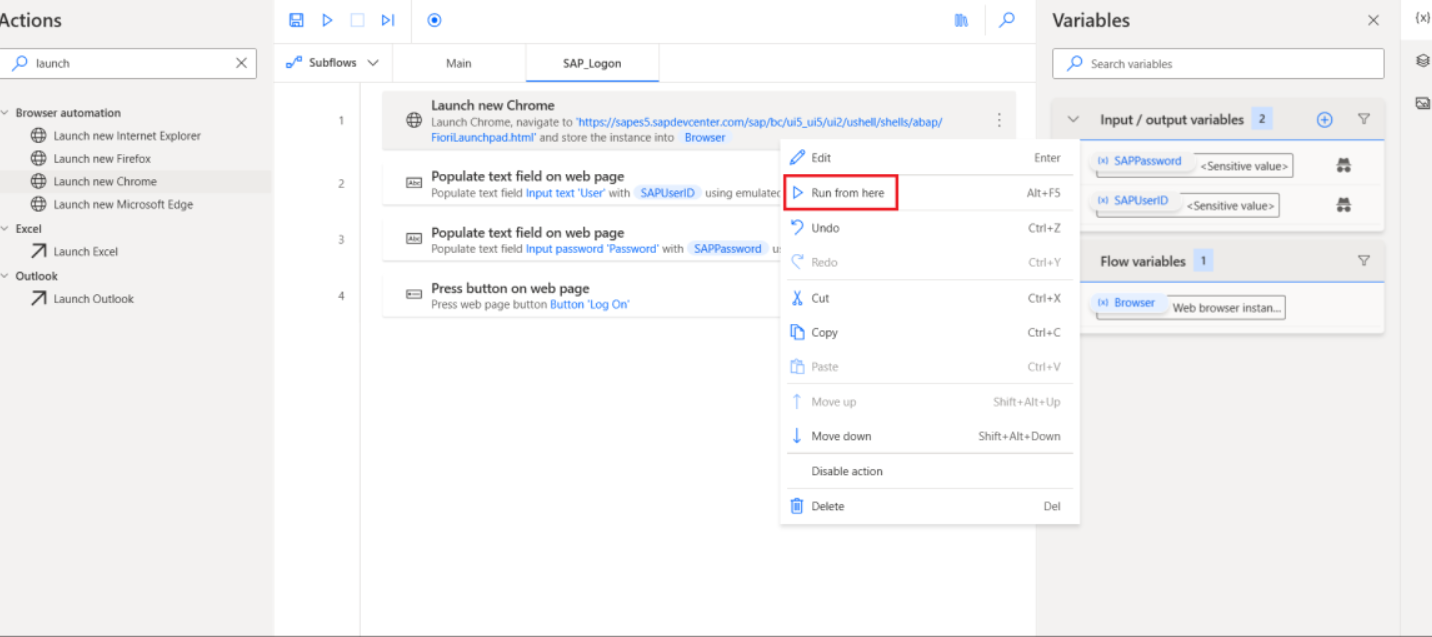 Actions
launch
Browser automation
Launch new Internet Explorer
Launch new Firefox
Launch new Chrome
Launch new Microsoft Edge
Excel
Launch Excel
Outlook
Launch Outlook
Subflows
Main
SAP_Logon
1
Launch new Chrome
Launch Chrome, navigate to 'https://sapes5.sapdevcenter.com/sap/bc/ui5_ui5/ui2/ushell/shells/abap/
FioriLaunchpad.html' and store the instance into Browser
2
Abc
Populate text field on web page
Populate text field Input text 'User' with SAPUserID using emulated
3
Abc
Populate text field on web page
Populate text field Input password 'Password' with SAPPassword
4
Press button on web page
Press web page button Button 'Log On'
Edit Enter
Run from here Alt+F5
Undo Ctrl+Z
Redo Ctrl+Y
Cut Ctrl+X
Copy Ctrl+C
Paste Ctrl+V
Move up Shift+Alt+Up
Move down Shift+Alt+Down
Disable action
Delete Del
Variables
{x}
Search variables
Input / output variables 2
(x) SAPPassword <Sensitive value>
(x) SAPUserID <Sensitive value>
Flow variables 1
(x) Browser Web browser instan...